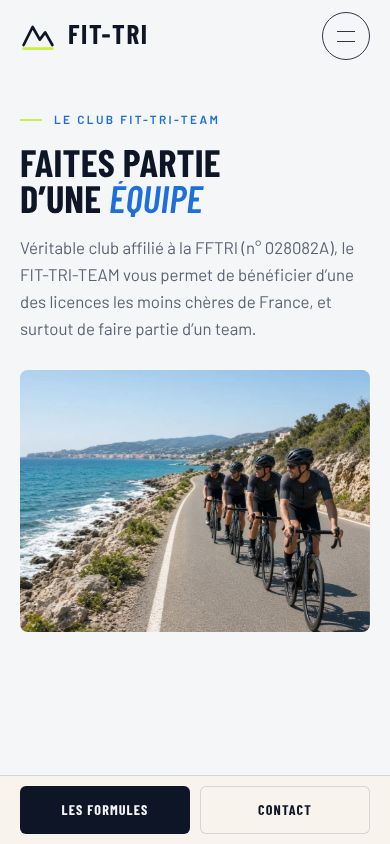 FIT-TRI
LE CLUB FIT-TRI-TEAM
FAITES PARTIE
D’UNE ÉQUIPE
Véritable club affilié à la FFTRI (n° 028082A), le
FIT-TRI-TEAM vous permet de bénéficier d’une
des licences les moins chères de France, et
surtout de faire partie d’un team.
LES FORMULES
CONTACT